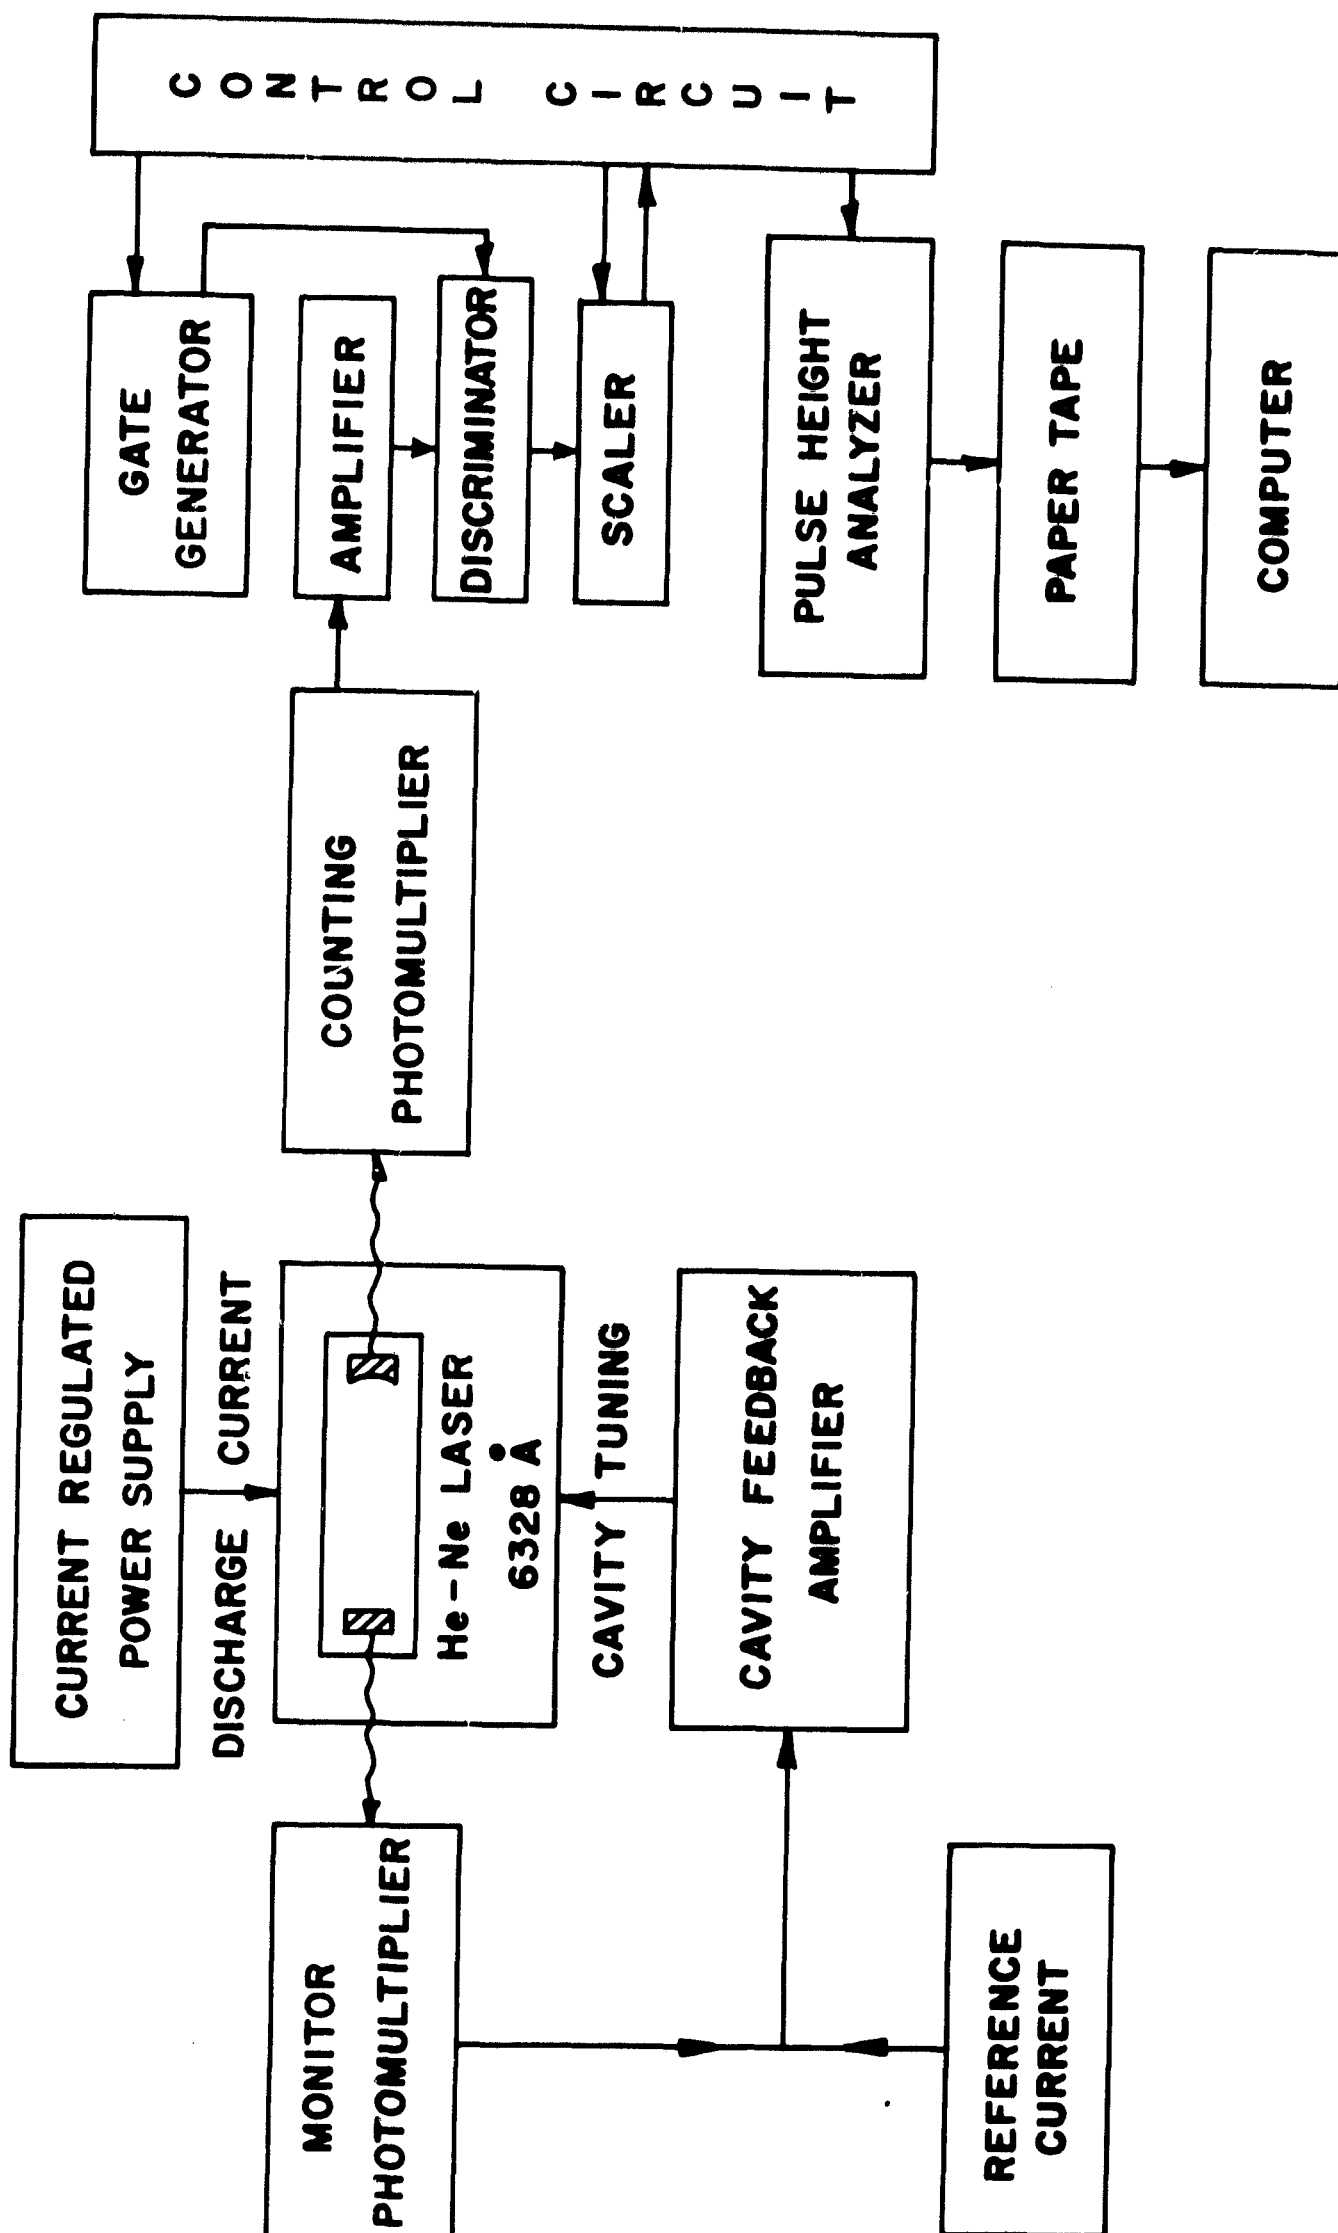 CURRENT REGULATED
POWER SUPPLY
DISCHARGE CURRENT
MONITOR
PHOTOMULTIPLIER
He-Ne LASER
6328 Å
CAVITY TUNING
CAVITY FEEDBACK
AMPLIFIER
REFERENCE
CURRENT
COUNTING
PHOTOMULTIPLIER
GATE
GENERATOR
AMPLIFIER
DISCRIMINATOR
SCALER
PULSE HEIGHT
ANALYZER
PAPER TAPE
COMPUTER
CONTROL CIRCUIT